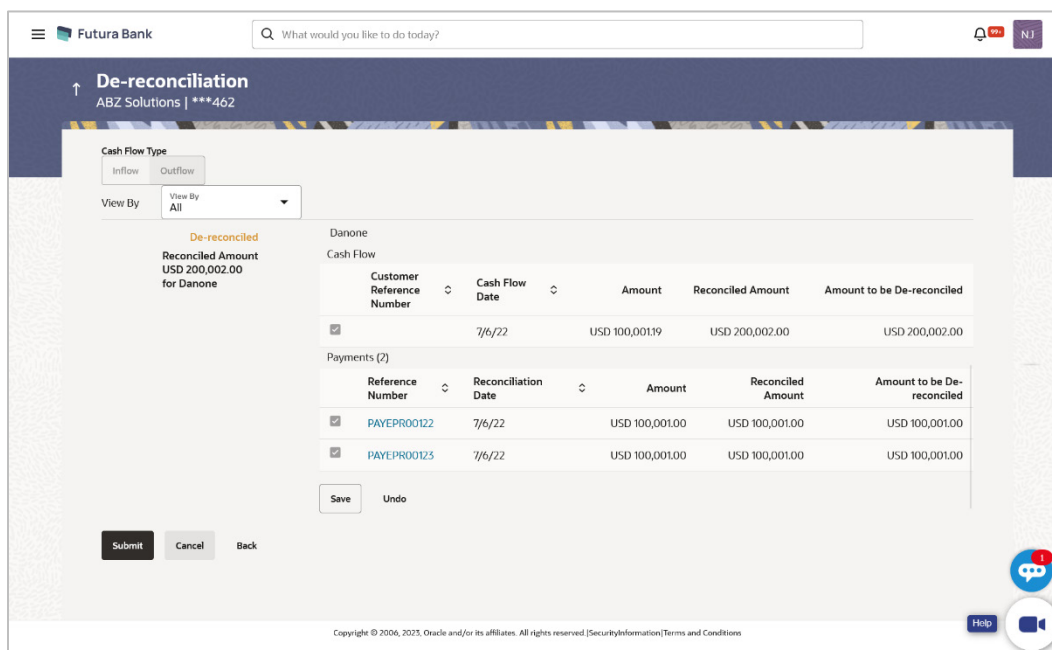 Futura Bank
What would you like to do today?
99+
NJ
De-reconciliation
ABZ Solutions | ***462
Cash Flow Type
Inflow Outflow
View By
View By
All
De-reconciled
Reconciled Amount
USD 200,002.00
for Danone
Danone
Cash Flow
Customer Reference Number Cash Flow Date Amount Reconciled Amount Amount to be De-reconciled
7/6/22 USD 100,001.19 USD 200,002.00 USD 200,002.00
Payments (2)
Reference Number Reconciliation Date Amount Reconciled Amount Amount to be De-reconciled
PAYEPR00122 7/6/22 USD 100,001.00 USD 100,001.00 USD 100,001.00
PAYEPR00123 7/6/22 USD 100,001.00 USD 100,001.00 USD 100,001.00
Save Undo
Submit Cancel Back
1
Help
Copyright © 2006, 2023, Oracle and/or its affiliates. All rights reserved.|SecurityInformation|Terms and Conditions